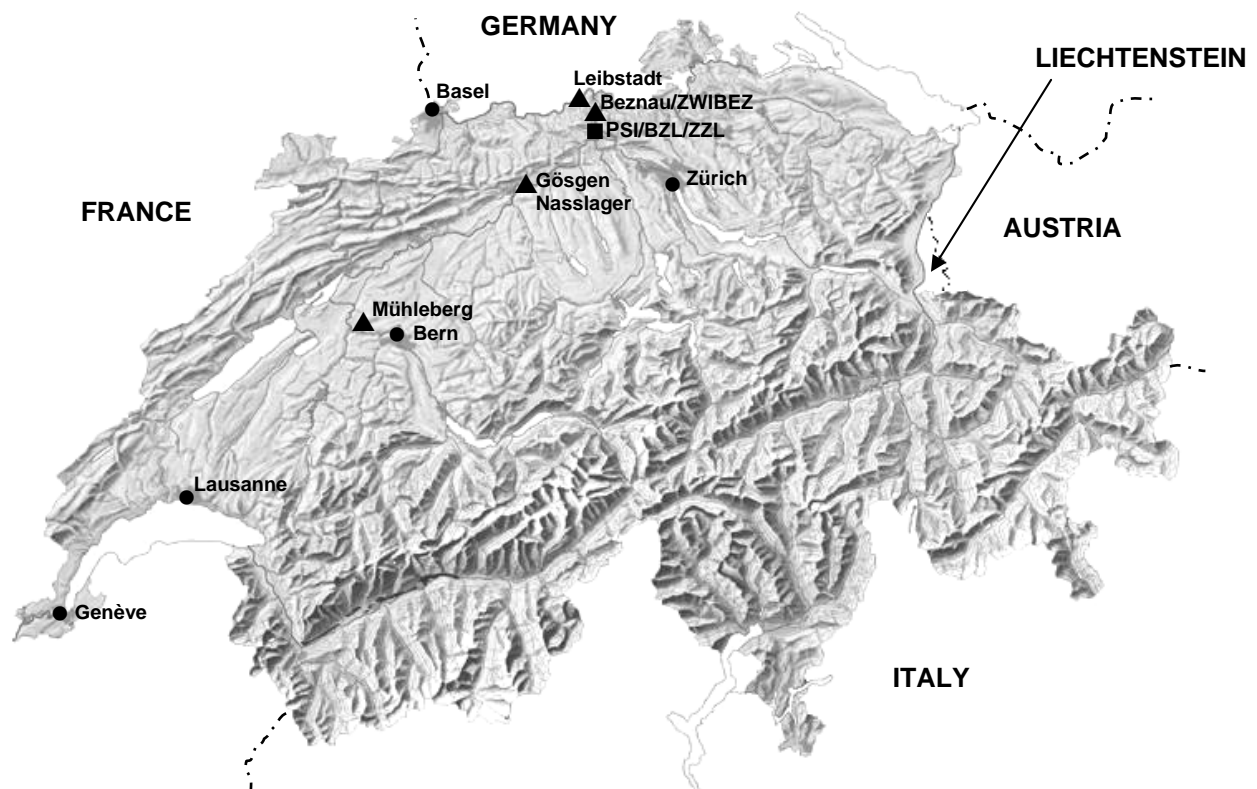 GERMANY
LIECHTENSTEIN
Leibstadt
Basel
Beznau/ZWIBEZ
PSI/BZL/ZZL
Gösgen
Nasslager
Zürich
FRANCE
AUSTRIA
Mühleberg
Bern
Lausanne
Genève
ITALY